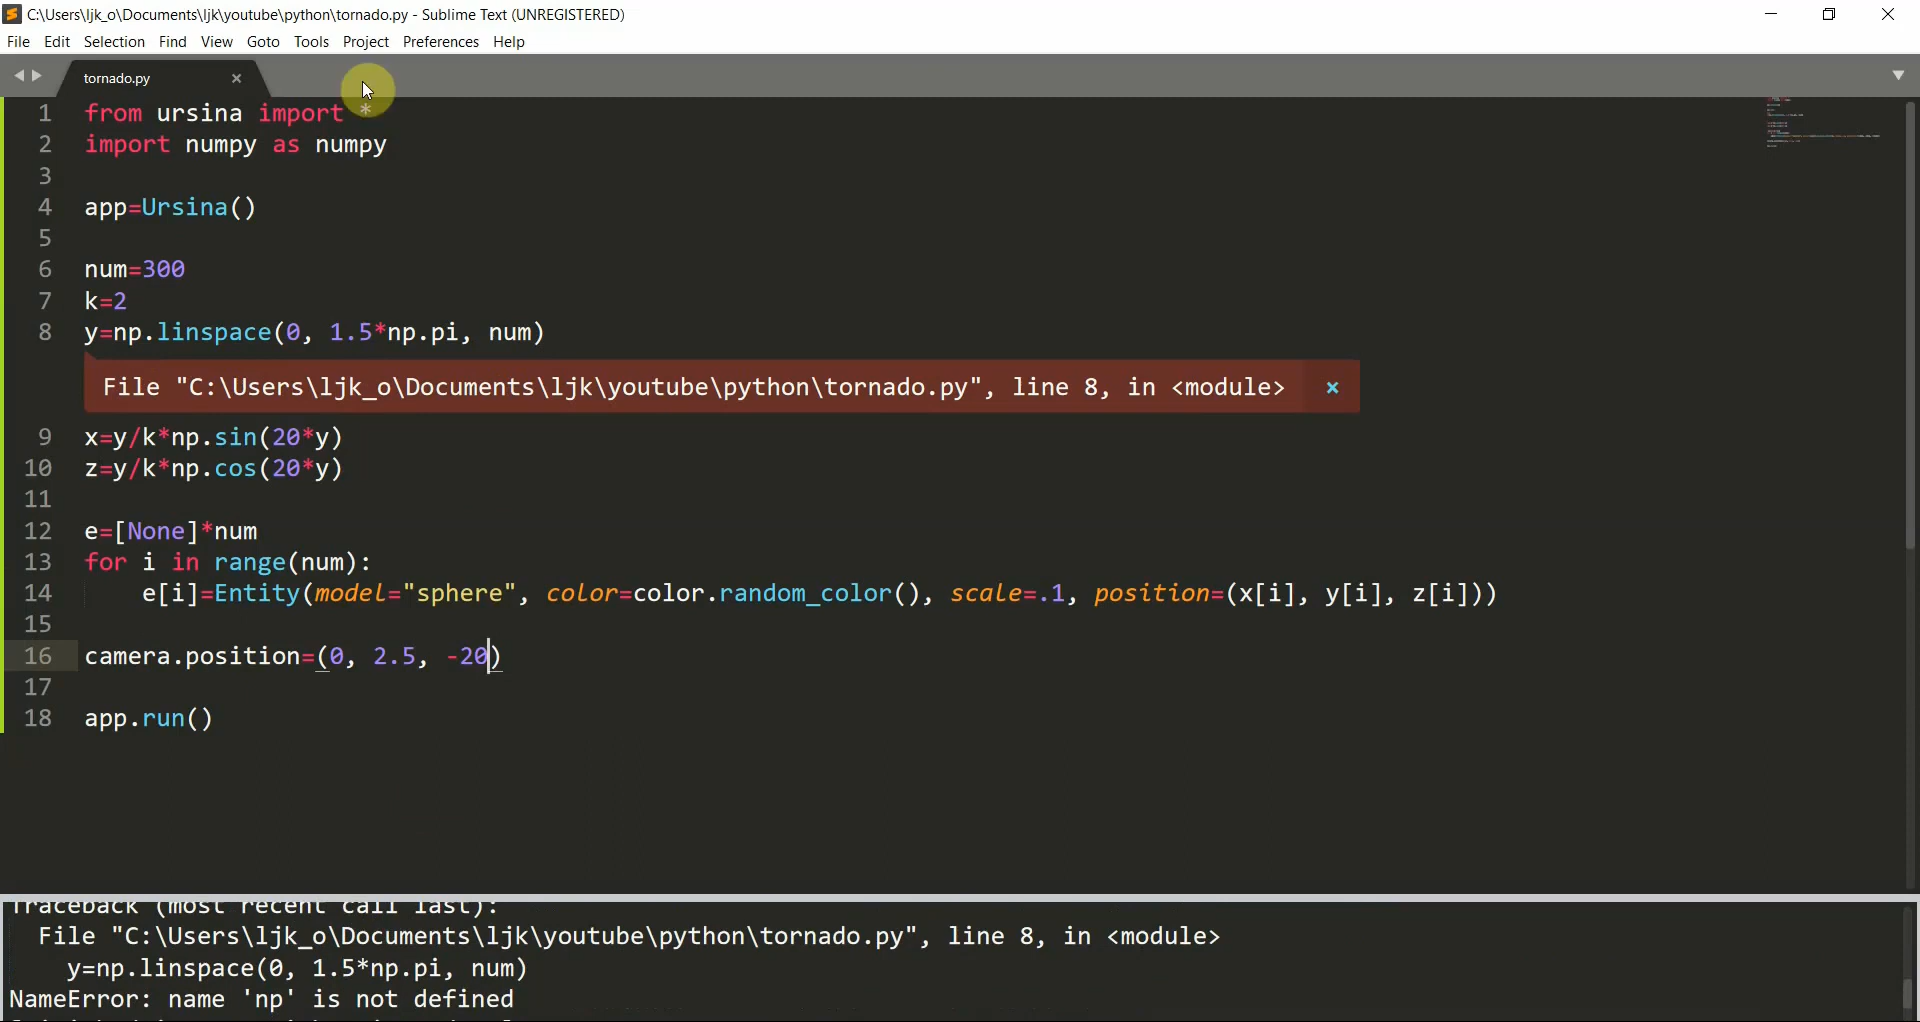 C:\Users\ljk_o\Documents\ljk\youtube\python\tornado.py - Sublime Text (UNREGISTERED)
File Edit Selection Find View Goto Tools Project Preferences Help
tornado.py
1 from ursina import *
2 import numpy as numpy
3
4 app=Ursina()
5
6 num=300
7 k=2
8 y=np.linspace(0, 1.5*np.pi, num)
File "C:\Users\ljk_o\Documents\ljk\youtube\python\tornado.py", line 8, in <module> ×
9 x=y/k*np.sin(20*y)
10 z=y/k*np.cos(20*y)
11
12 e=[None]*num
13 for i in range(num):
14 e[i]=Entity(model="sphere", color=color.random_color(), scale=.1, position=(x[i], y[i], z[i]))
15
16 camera.position=(0, 2.5, -20)
17
18 app.run()
Traceback (most recent call last):
File "C:\Users\ljk_o\Documents\ljk\youtube\python\tornado.py", line 8, in <module>
y=np.linspace(0, 1.5*np.pi, num)
NameError: name 'np' is not defined